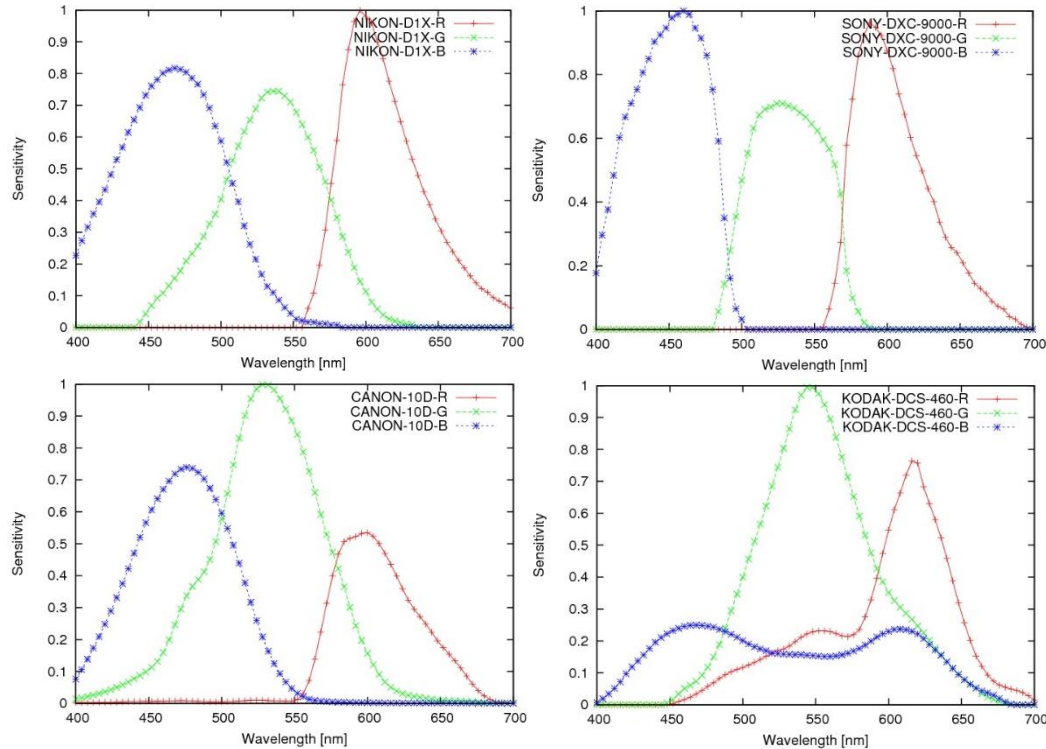 NIKON-D1X-R
NIKON-D1X-G
NIKON-D1X-B
1
0.9
0.8
0.7
0.6
0.5
0.4
0.3
0.2
0.1
0
Sensitivity
400 450 500 550 600 650 700
Wavelength [nm]
SONY-DXC-9000-R
SONY-DXC-9000-G
SONY-DXC-9000-B
1
0.8
0.6
0.4
0.2
0
Sensitivity
400 450 500 550 600 650 700
Wavelength [nm]
CANON-10D-R
CANON-10D-G
CANON-10D-B
1
0.9
0.8
0.7
0.6
0.5
0.4
0.3
0.2
0.1
0
Sensitivity
400 450 500 550 600 650 700
Wavelength [nm]
KODAK-DCS-460-R
KODAK-DCS-460-G
KODAK-DCS-460-B
1
0.9
0.8
0.7
0.6
0.5
0.4
0.3
0.2
0.1
0
Sensitivity
400 450 500 550 600 650 700
Wavelength [nm]